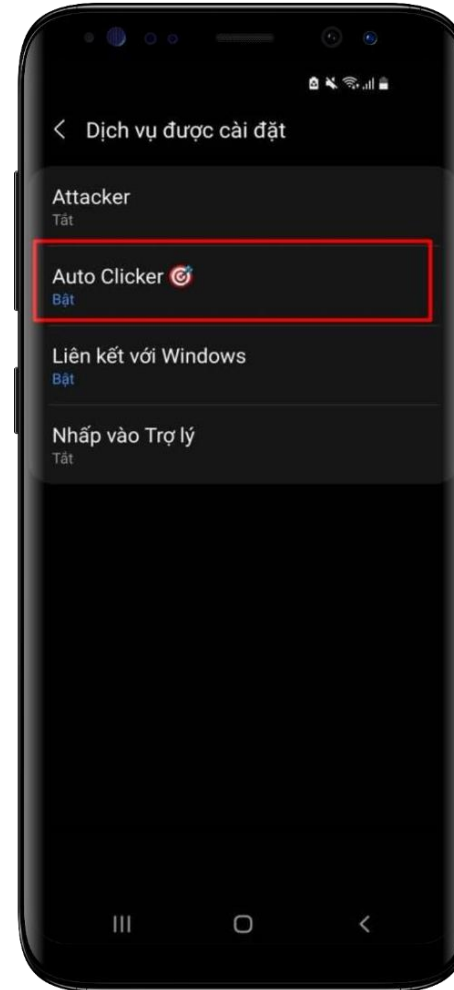 Dịch vụ được cài đặt
Attacker
Tắt
Auto Clicker 🎯
Bật
Liên kết với Windows
Bật
Nhấp vào Trợ lý
Tắt